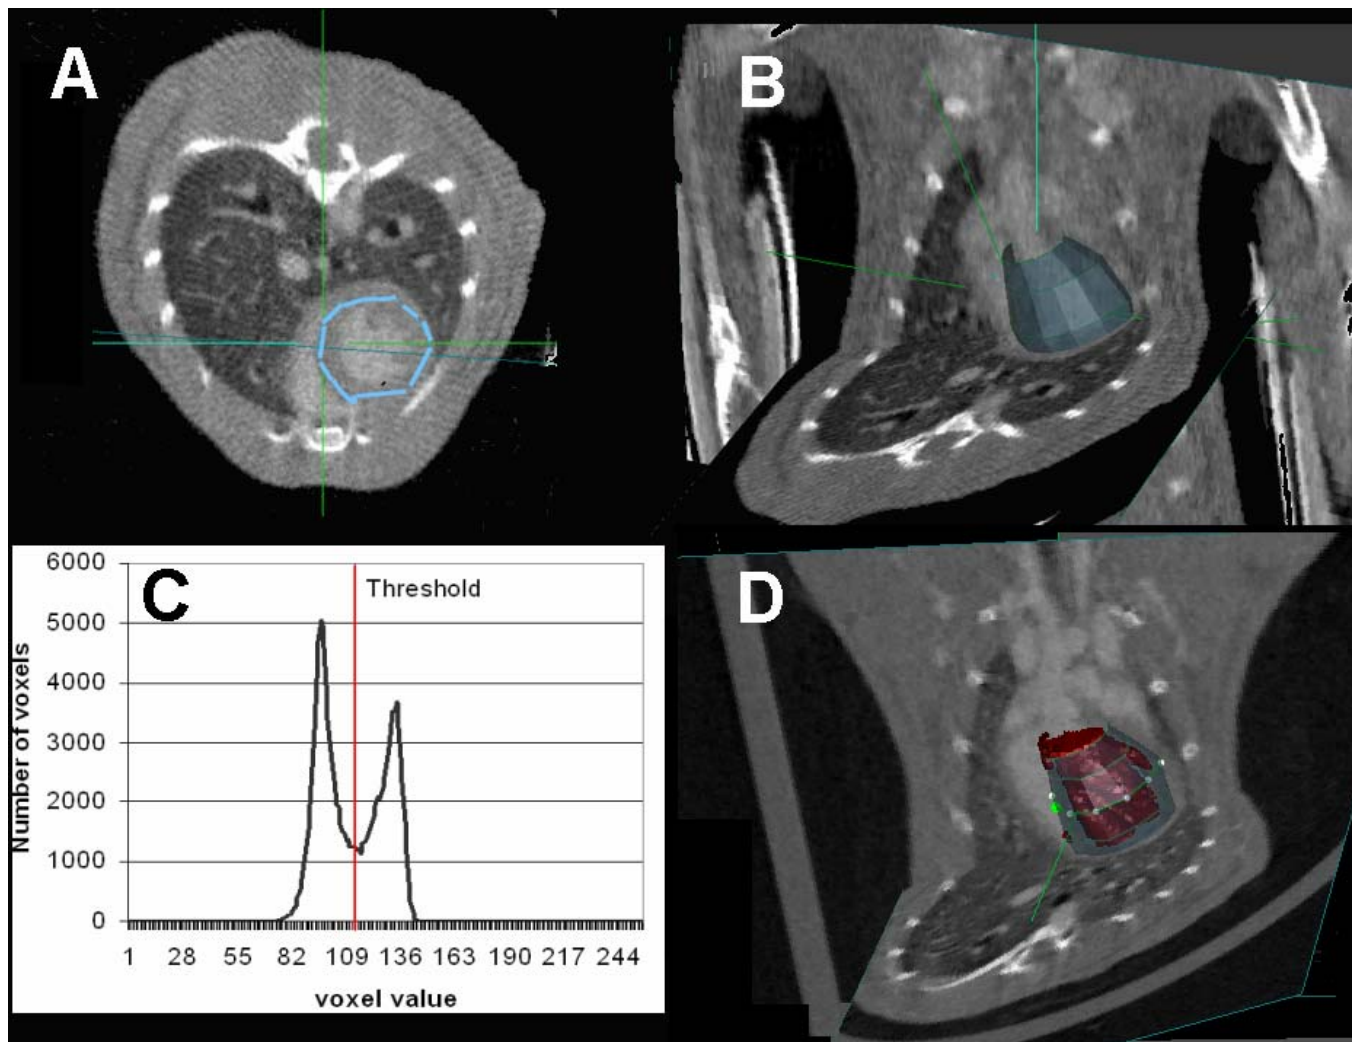 A
B
C
Threshold
6000
5000
4000
3000
2000
1000
0
Number of voxels
1 28 55 82 109 136 163 190 217 244
voxel value
D